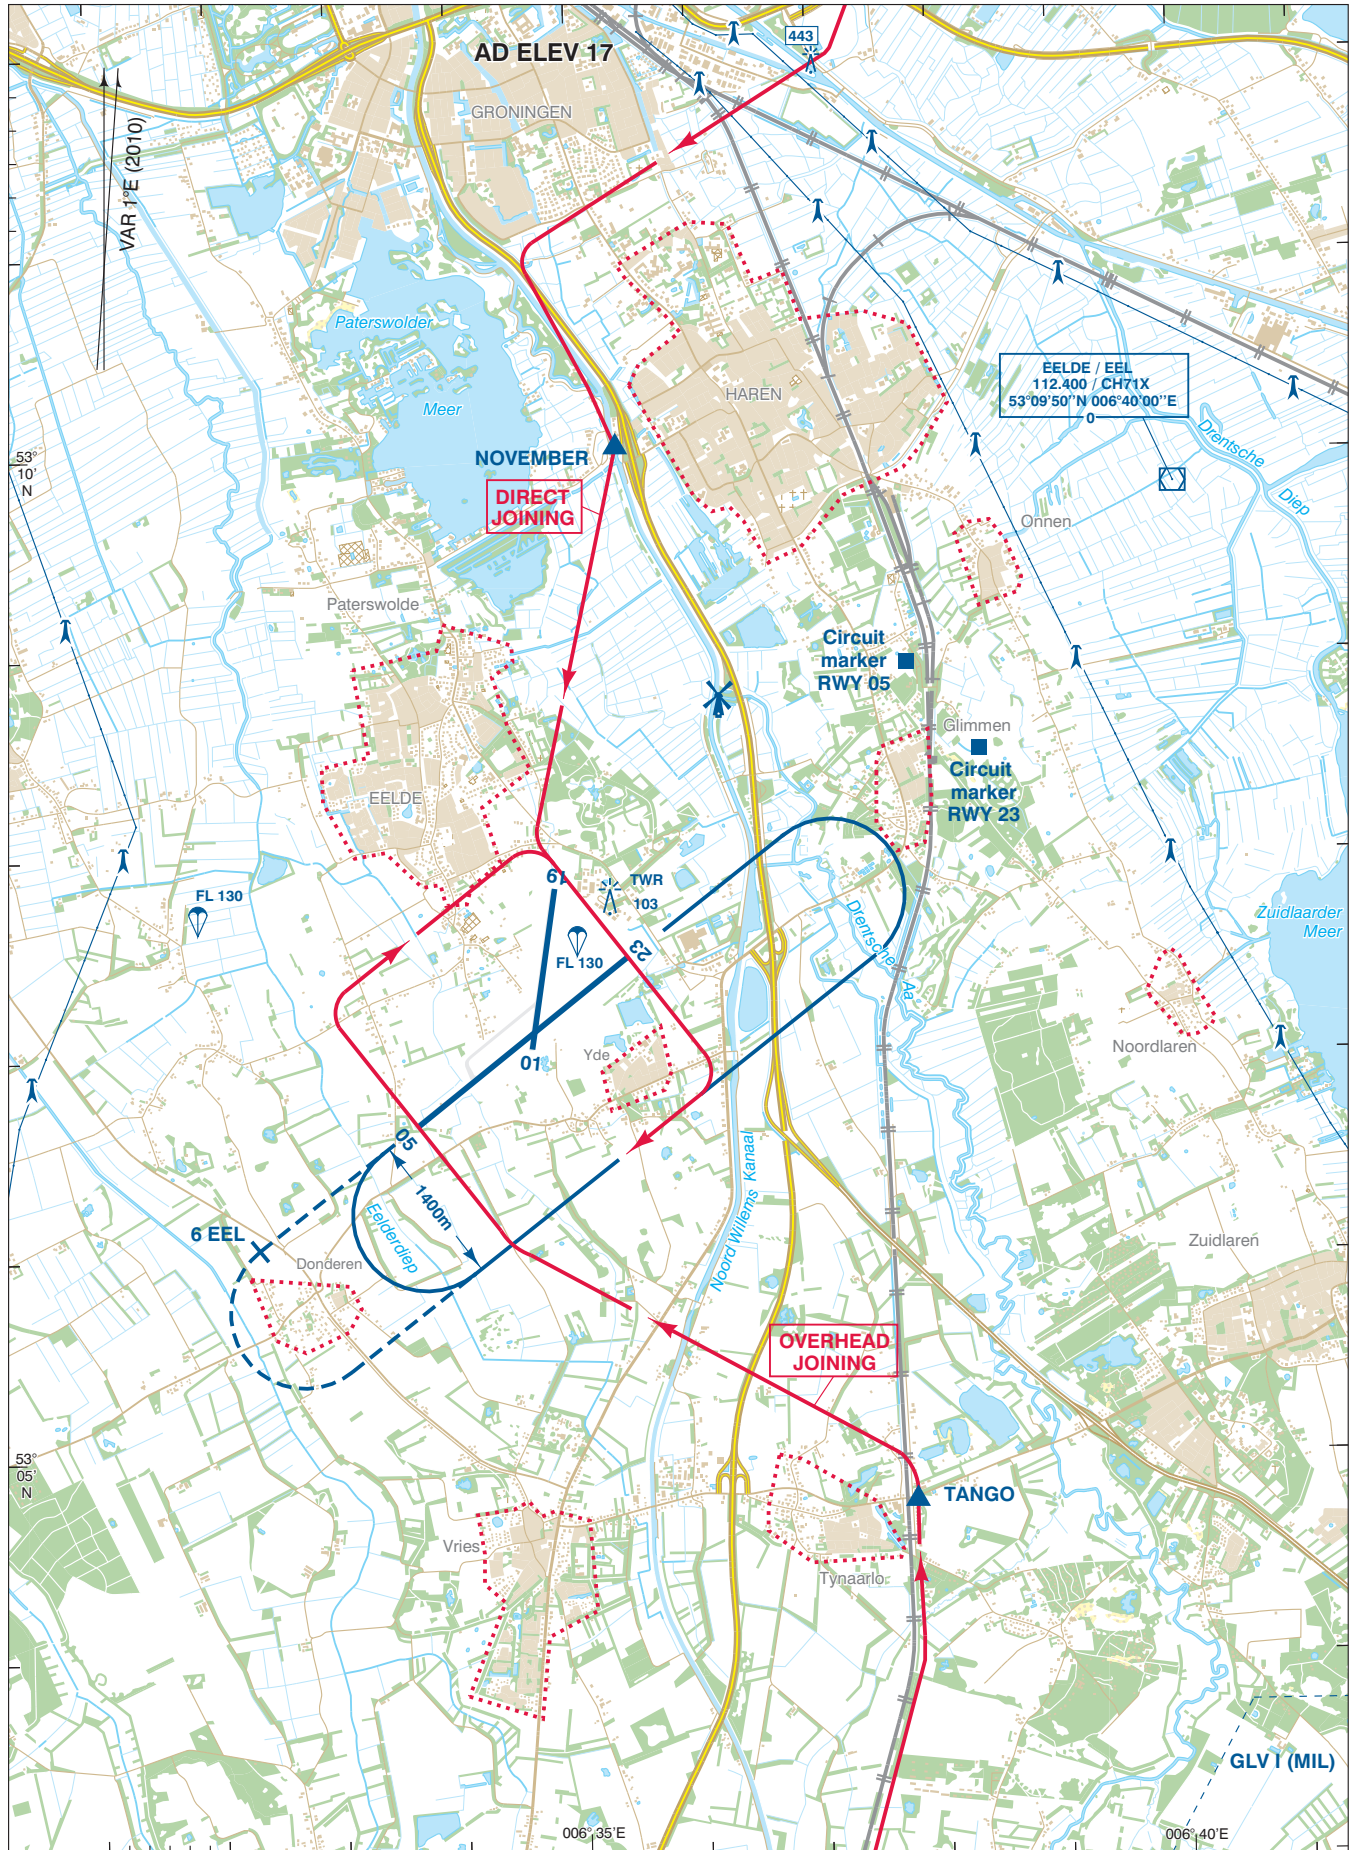 AD ELEV 17
443
GRONINGEN
VAR 1°E (2010)
Paterswolder
Meer
HAREN
EELDE / EEL
112.400 / CH71X
53°09'50''N 006°40'00''E
0
Drentsche
Diep
NOVEMBER
53°
10'
N
DIRECT
JOINING
Onnen
Paterswolde
Circuit
marker
RWY 05
Glimmen
Circuit
marker
RWY 23
EELDE
19
TWR
103
FL 130
23
FL 130
Drentsche
Aa
Zuidlaarder
Meer
01
Yde
Noordlaren
05
1400m
Eelderdiep
6 EEL
Donderen
Noord Willems Kanaal
Zuidlaren
OVERHEAD
JOINING
53°
05'
N
TANGO
Vries
Tynaarlo
GLV I (MIL)
006° 35'E
006° 40'E